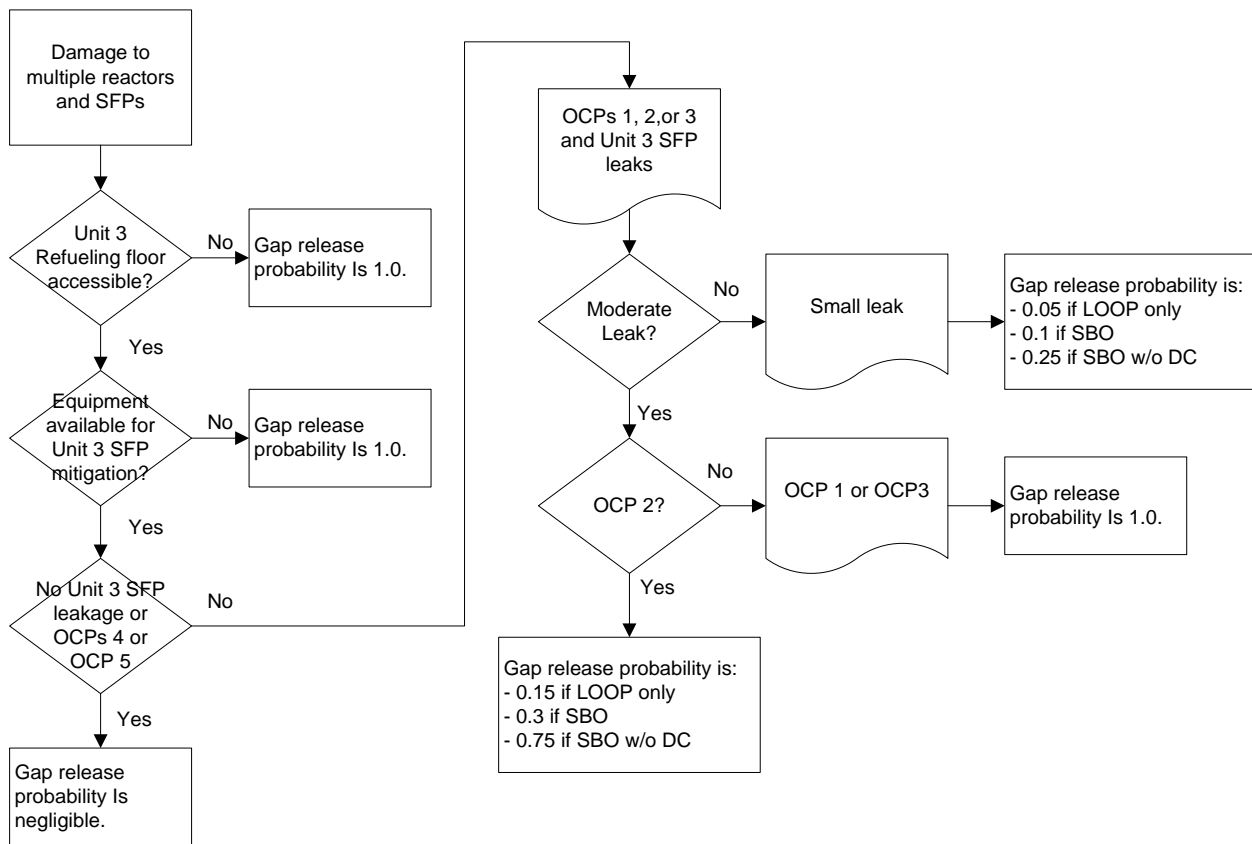 Damage to
multiple reactors
and SFPs
Unit 3
Refueling floor
accessible?
No
Gap release
probability Is 1.0.
Yes
Equipment
available for
Unit 3 SFP
mitigation?
No
Gap release
probability Is 1.0.
Yes
No Unit 3 SFP
leakage or
OCPs 4 or
OCP 5
No
Yes
Gap release
probability Is
negligible.
OCPs 1, 2,or 3
and Unit 3 SFP
leaks
Moderate
Leak?
No
Small leak
Gap release probability is:
- 0.05 if LOOP only
- 0.1 if SBO
- 0.25 if SBO w/o DC
Yes
OCP 2?
No
OCP 1 or OCP3
Gap release
probability Is 1.0.
Yes
Gap release probability is:
- 0.15 if LOOP only
- 0.3 if SBO
- 0.75 if SBO w/o DC